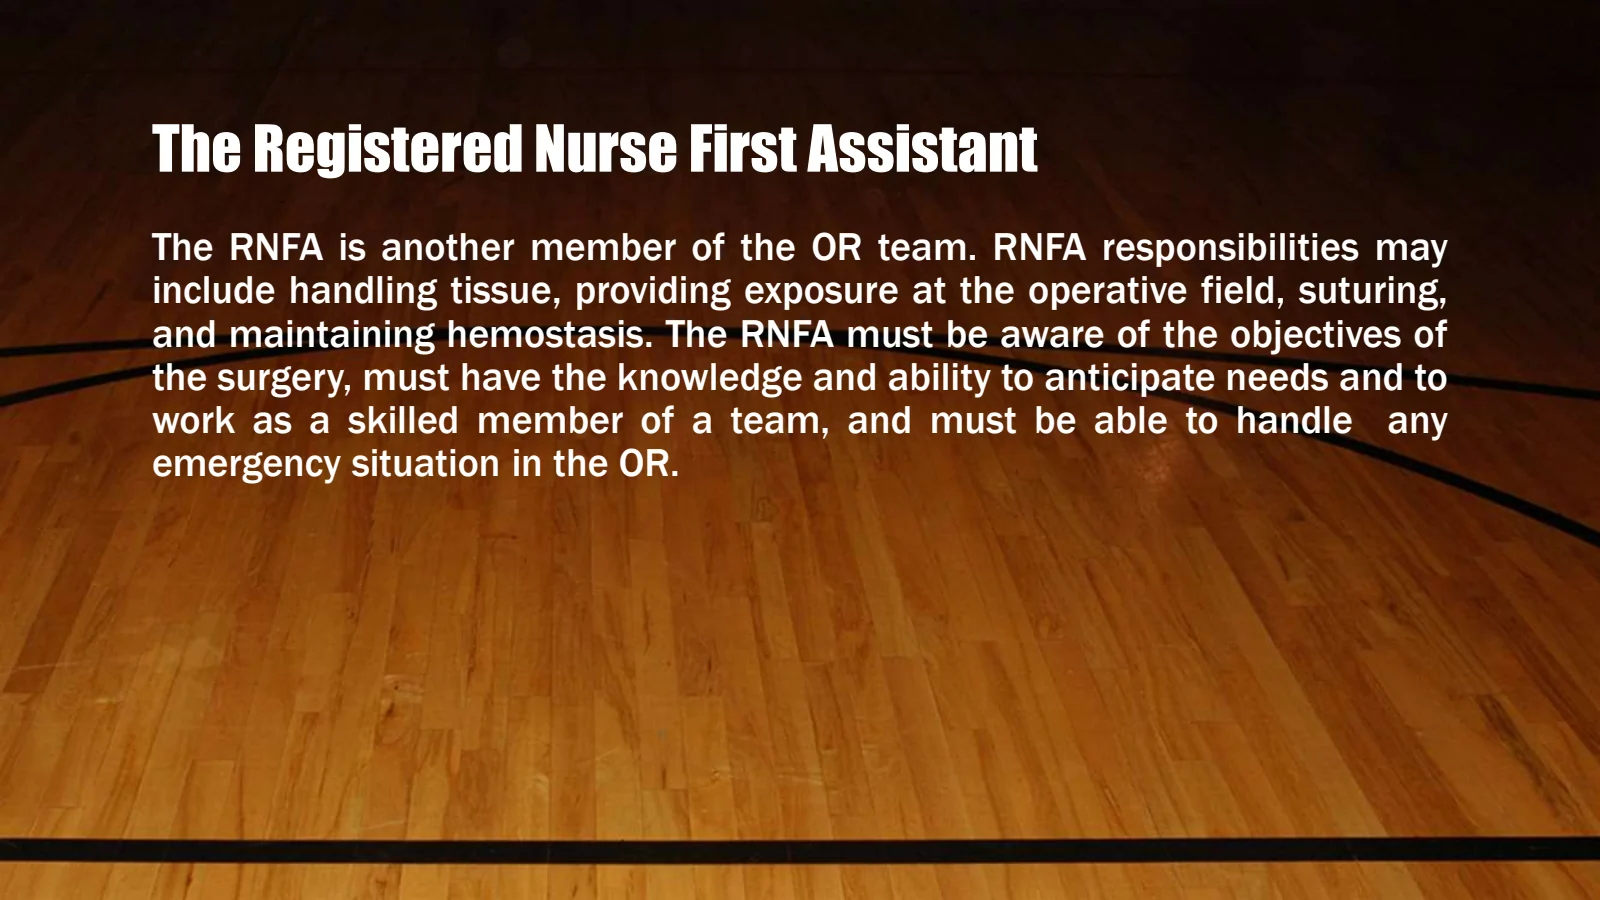 The Registered Nurse First Assistant
The RNFA is another member of the OR team. RNFA responsibilities may
include handling tissue, providing exposure at the operative field, suturing,
and maintaining hemostasis. The RNFA must be aware of the objectives of
the surgery, must have the knowledge and ability to anticipate needs and to
work as a skilled member of a team, and must be able to handle  any
emergency situation in the OR.